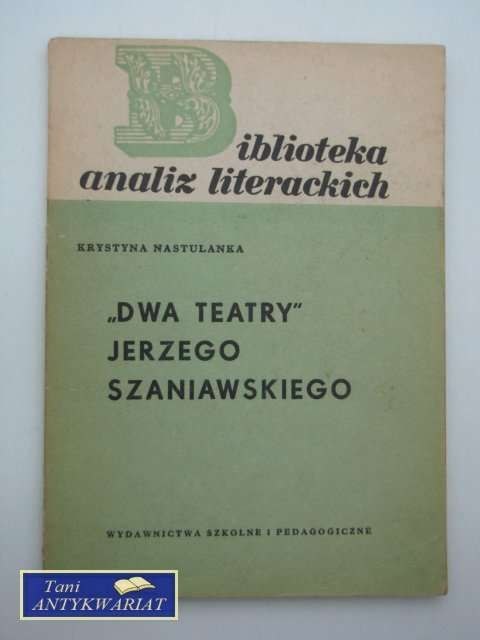 Biblioteka
analiz literackich
KRYSTYNA NASTULANKA
„DWA TEATRY”
JERZEGO
SZANIAWSKIEGO
WYDAWNICTWA SZKOLNE I PEDAGOGICZNE
Tani
ANTYKWARIAT